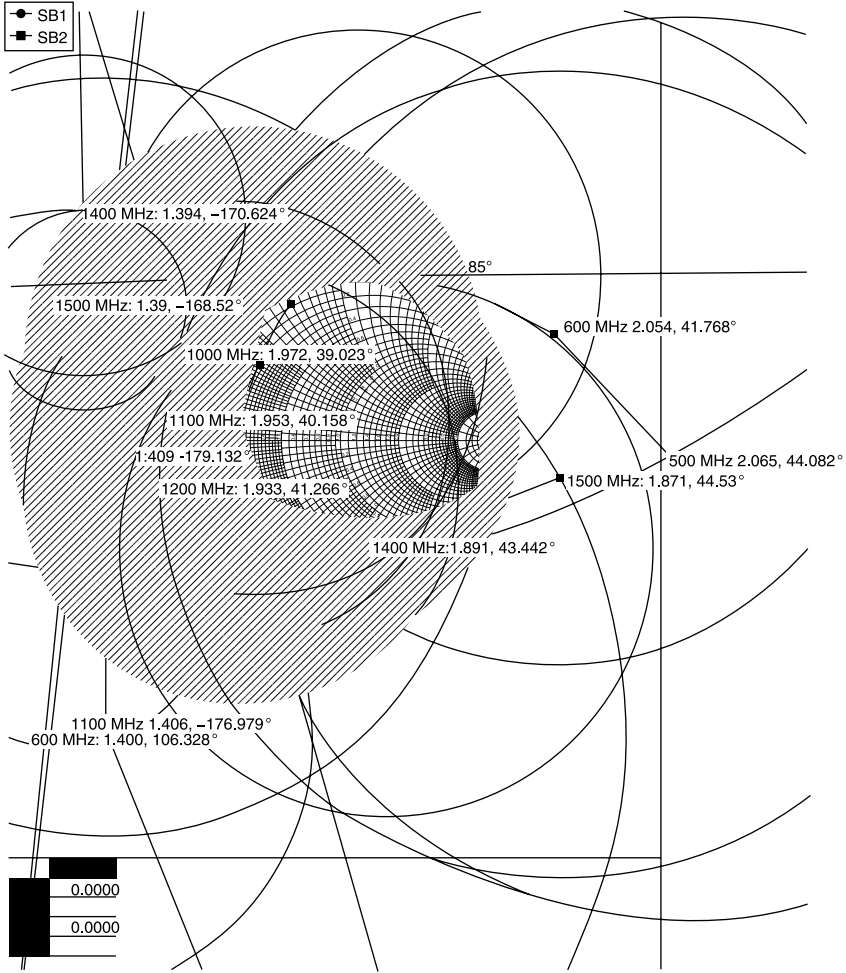 SB1
SB2
1400 MHz: 1.394, −170.624°
85°
1500 MHz: 1.39, −168.52°
600 MHz 2.054, 41.768°
1000 MHz: 1.972, 39.023°
1100 MHz: 1.953, 40.158°
1:409 -179.132°
500 MHz 2.065, 44.082°
1200 MHz: 1.933, 41.266°
1500 MHz: 1.871, 44.53°
1400 MHz:1.891, 43.442°
1100 MHz 1.406, −176.979°
600 MHz: 1.400, 106.328°
0.0000
0.0000